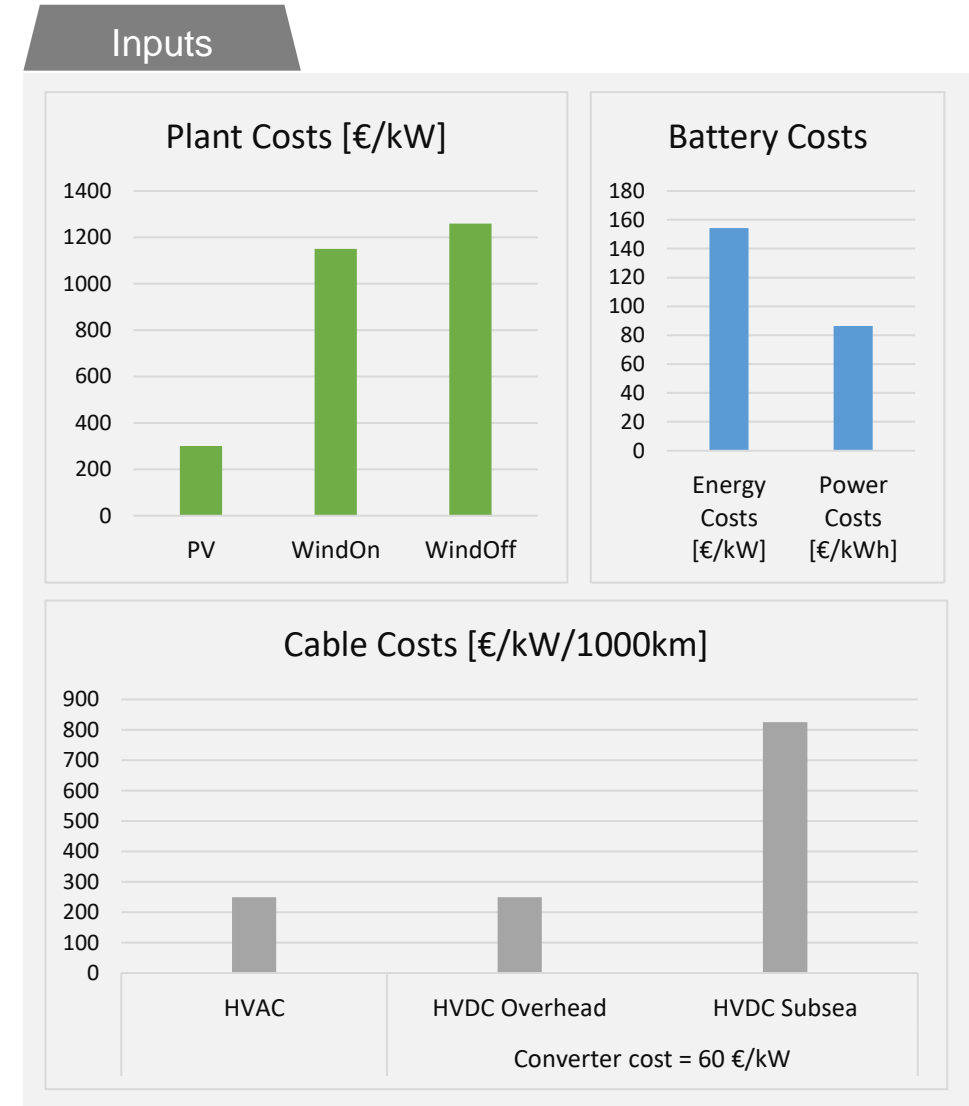 Inputs
Plant Costs [€/kW]
1400
1200
1000
800
600
400
200
0
PV WindOn WindOff
Battery Costs
180
160
140
120
100
80
60
40
20
0
Energy
Costs
[€/kW]
Power
Costs
[€/kWh]
Cable Costs [€/kW/1000km]
900
800
700
600
500
400
300
200
100
0
HVAC HVDC Overhead HVDC Subsea
Converter cost = 60 €/kW